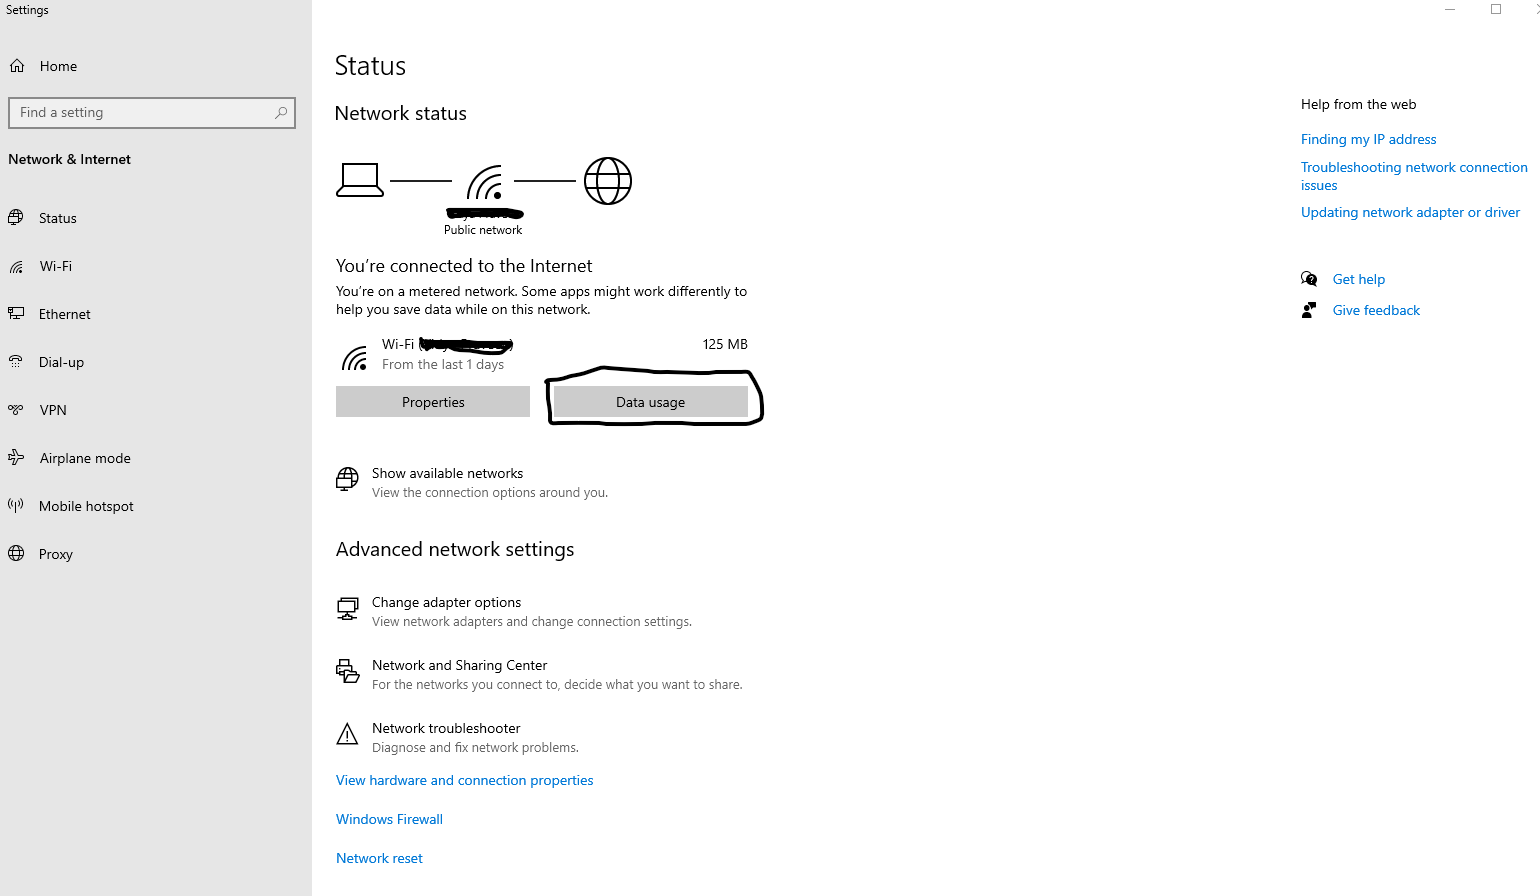 Settings
Home
Find a setting
Network & Internet
Status
Wi-Fi
Ethernet
Dial-up
VPN
Airplane mode
Mobile hotspot
Proxy
Status
Network status
Public network
You’re connected to the Internet
You’re on a metered network. Some apps might work differently to
help you save data while on this network.
Wi-Fi (
125 MB
From the last 1 days
Properties
Data usage
Show available networks
View the connection options around you.
Advanced network settings
Change adapter options
View network adapters and change connection settings.
Network and Sharing Center
For the networks you connect to, decide what you want to share.
Network troubleshooter
Diagnose and fix network problems.
View hardware and connection properties
Windows Firewall
Network reset
Help from the web
Finding my IP address
Troubleshooting network connection
issues
Updating network adapter or driver
Get help
Give feedback